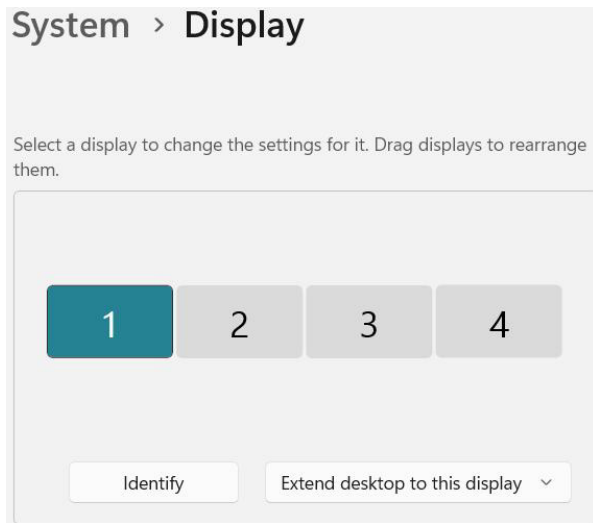 System > Display
Select a display to change the settings for it. Drag displays to rearrange
them.
1 2 3 4
Identify Extend desktop to this display